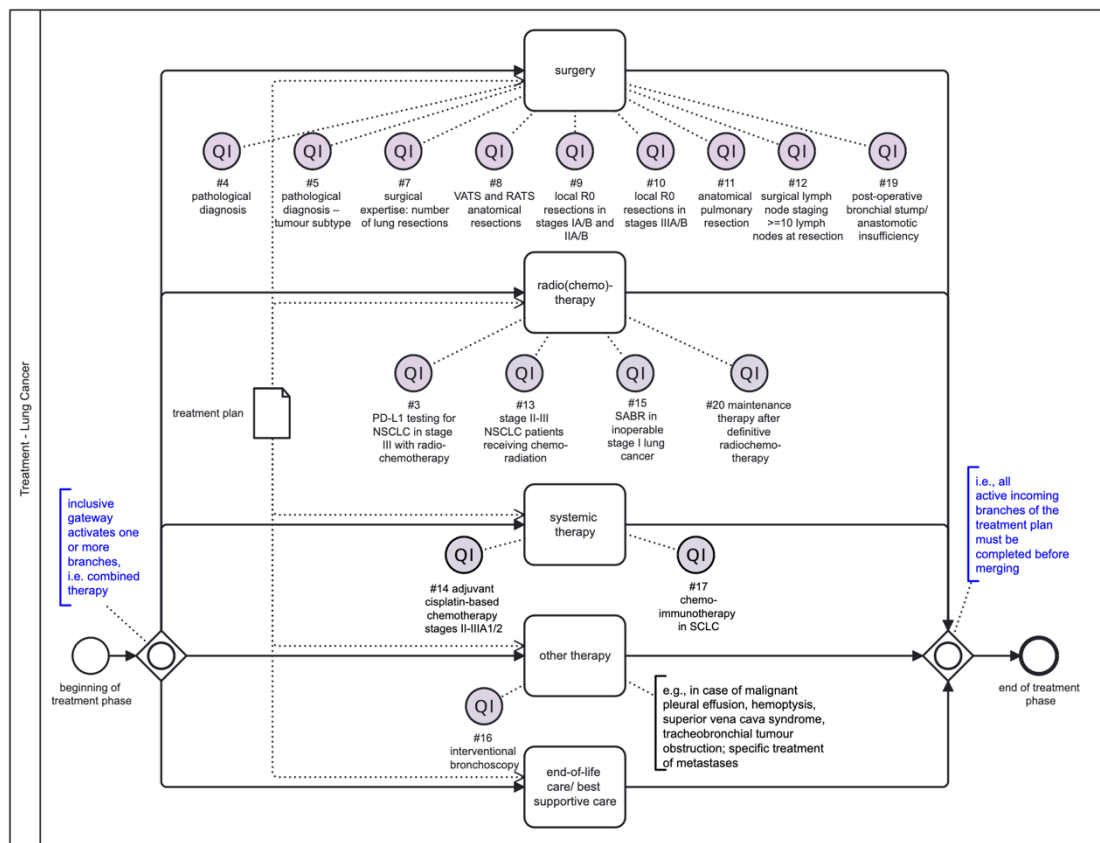 Treatment - Lung Cancer
surgery
QI
QI
QI
QI
QI
QI
QI
QI
QI
#4
pathological
diagnosis
#5
pathological
diagnosis –
tumour subtype
#7
surgical
expertise: number
of lung resections
#8
VATS and RATS
anatomical
resections
#9
local R0
resections in
stages IA/B and
IIA/B
#10
local R0
resections in
stages IIIA/B
#11
anatomical
pulmonary
resection
#12
surgical lymph
node staging
>=10 lymph
nodes at resection
#19
post-operative
bronchial stump/
anastomotic
insufficiency
radio(chemo)-
therapy
QI
QI
QI
QI
#3
PD-L1 testing for
NSCLC in stage
III with radio-
chemotherapy
#13
stage II-III
NSCLC patients
receiving chemo-
radiation
#15
SABR in
inoperable
stage I lung
cancer
#20 maintenance
therapy after
definitive
radiochemo-
therapy
treatment plan
inclusive
gateway
activates one
or more
branches,
i.e. combined
therapy
i.e., all
active incoming
branches of the
treatment plan
must be
completed before
merging
systemic
therapy
QI
QI
#14 adjuvant
cisplatin-based
chemotherapy
stages II-IIIA1/2
#17
chemo-
immunotherapy
in SCLC
beginning of
treatment phase
other therapy
end of treatment
phase
QI
#16
interventional
bronchoscopy
e.g., in case of malignant
pleural effusion, hemoptysis,
superior vena cava syndrome,
tracheobronchial tumour
obstruction; specific treatment
of metastases
end-of-life
care/ best
supportive care